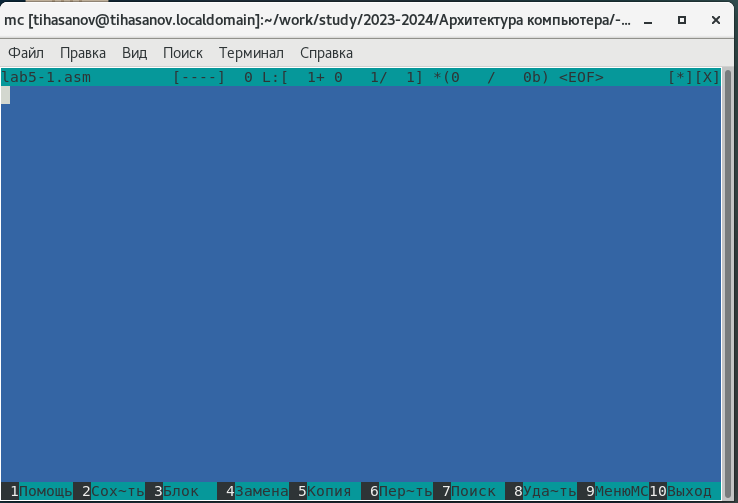 mc [tihasanov@tihasanov.localdomain]:~/work/study/2023-2024/Архитектура компьютера/-...
Файл Правка Вид Поиск Терминал Справка
lab5-1.asm [----] 0 L:[ 1+ 0 1/ 1] *(0 / 0b) <EOF> [*][X]
1Помощь 2Сох~ть 3Блок 4Замена 5Копия 6Пер~ть 7Поиск 8Уда~ть 9МенюMC 10Выход